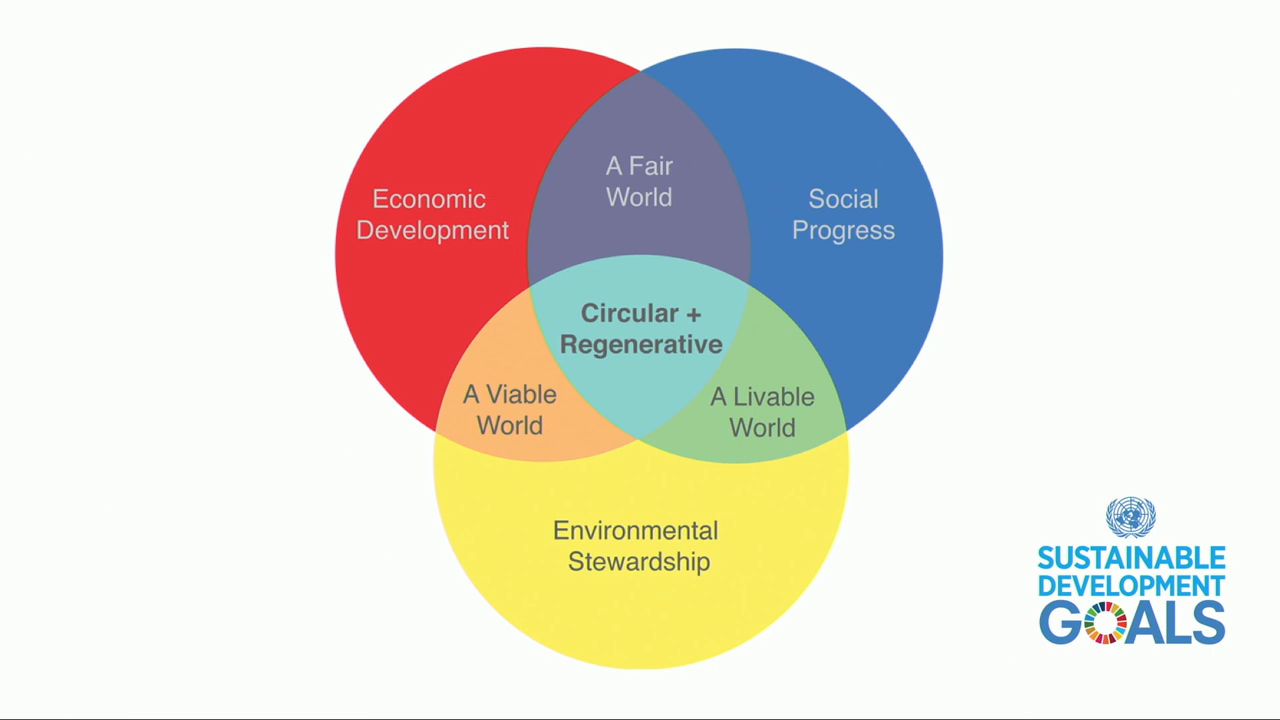 A Fair
World
Economic
Development
Social
Progress
Circular +
Regenerative
A Viable
World
A Livable
World
Environmental
Stewardship
SUSTAINABLE
DEVELOPMENT
GOALS